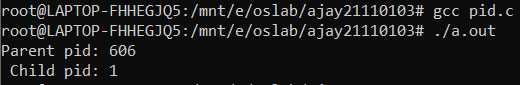 root@LAPTOP-FHHEGJQ5:/mnt/e/oslab/ajay21110103# gcc pid.c
root@LAPTOP-FHHEGJQ5:/mnt/e/oslab/ajay21110103# ./a.out
Parent pid: 606
 Child pid: 1